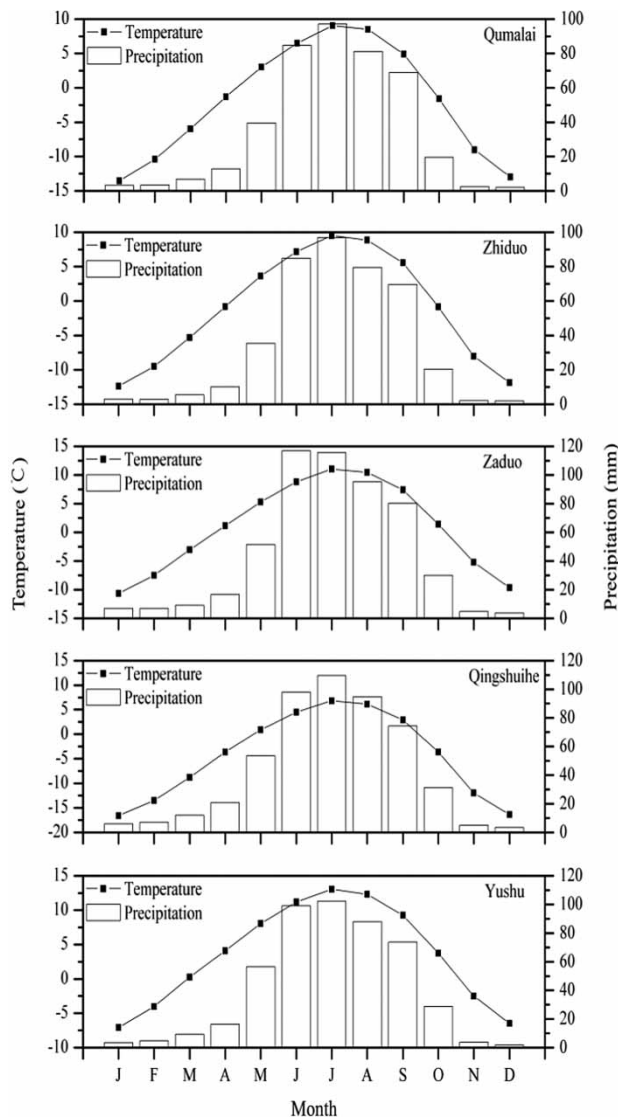 10 100
Temperature Qumalai
5 Precipitation 80
0 60
-5 40
-10 20
-15 0
10 100
Temperature Zhiduo
5 Precipitation 80
0 60
-5 40
-10 20
-15 0
15 120
Temperature Zaduo
10 Precipitation 100
5 80
0 60
-5 40
-10 20
-15 0
15 120
Temperature Qingshuihe
10 Precipitation 100
5 80
0
-5 60
-10 40
-15 20
-20 0
15 120
Temperature Yushu
10 Precipitation 100
5 80
0 60
40
-5 20
-10 0
J F M A M J J A S O N D
Month
Temperature (℃)
Precipitation (mm)